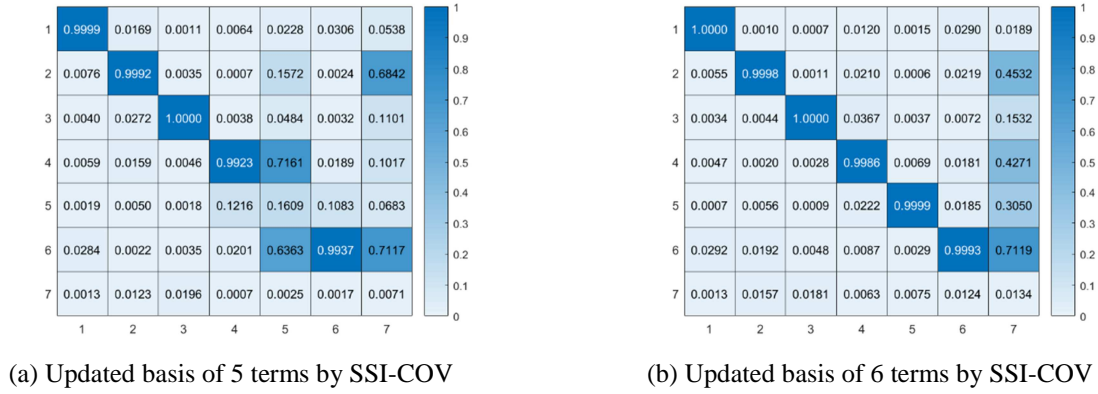 1 0.9999 0.0169 0.0011 0.0064 0.0228 0.0306 0.0538
2 0.0076 0.9992 0.0035 0.0007 0.1572 0.0024 0.6842
3 0.0040 0.0272 1.0000 0.0038 0.0484 0.0032 0.1101
4 0.0059 0.0159 0.0046 0.9923 0.7161 0.0189 0.1017
5 0.0019 0.0050 0.0018 0.1216 0.1609 0.1083 0.0683
6 0.0284 0.0022 0.0035 0.0201 0.6363 0.9937 0.7117
7 0.0013 0.0123 0.0196 0.0007 0.0025 0.0017 0.0071
1 2 3 4 5 6 7
1
0.9
0.8
0.7
0.6
0.5
0.4
0.3
0.2
0.1
0
(a) Updated basis of 5 terms by SSI-COV
1 1.0000 0.0010 0.0007 0.0120 0.0015 0.0290 0.0189
2 0.0055 0.9998 0.0011 0.0210 0.0006 0.0219 0.4532
3 0.0034 0.0044 1.0000 0.0367 0.0037 0.0072 0.1532
4 0.0047 0.0020 0.0028 0.9986 0.0069 0.0181 0.4271
5 0.0007 0.0056 0.0009 0.0222 0.9999 0.0185 0.3050
6 0.0292 0.0192 0.0048 0.0087 0.0029 0.9993 0.7119
7 0.0013 0.0157 0.0181 0.0063 0.0075 0.0124 0.0134
1 2 3 4 5 6 7
1
0.9
0.8
0.7
0.6
0.5
0.4
0.3
0.2
0.1
0
(b) Updated basis of 6 terms by SSI-COV